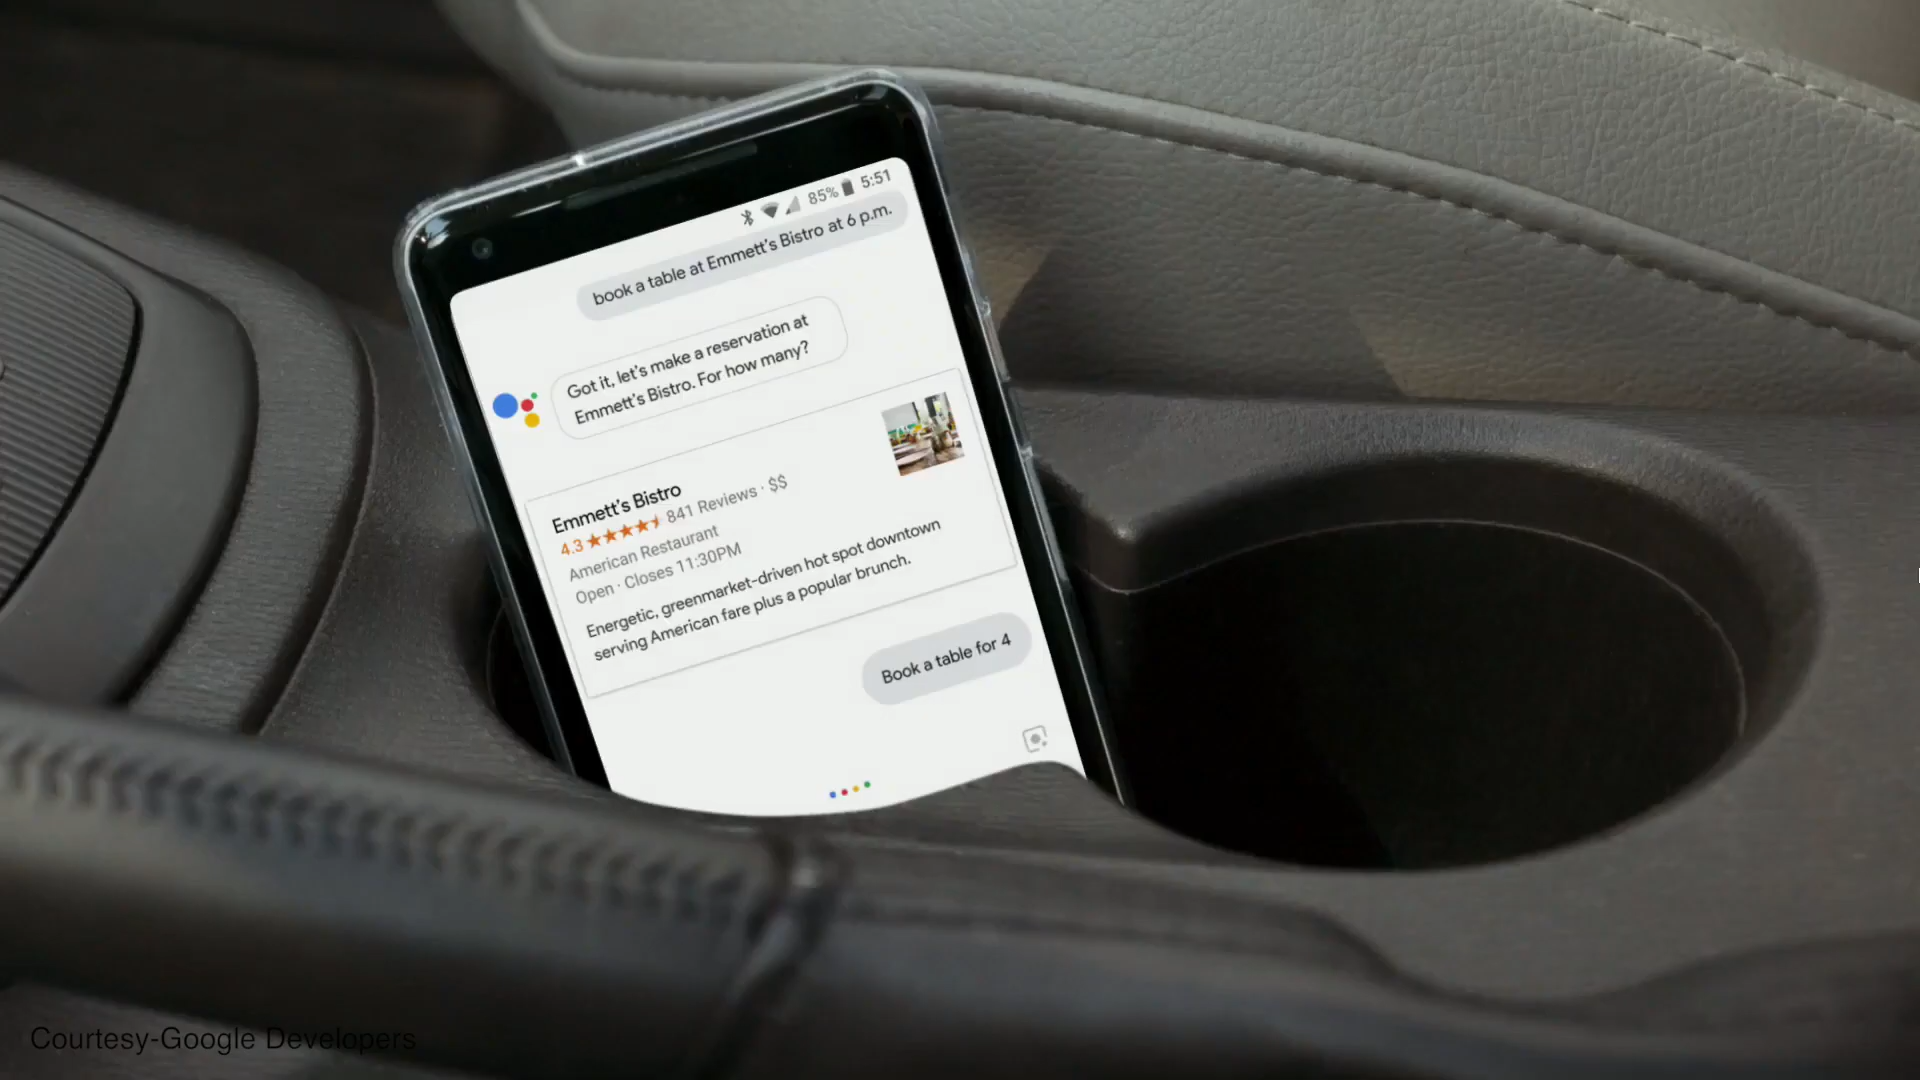 85% 5:51
book a table at Emmett's Bistro at 6 p.m.
Got it, let's make a reservation at
Emmett's Bistro. For how many?
Emmett's Bistro
4.3 841 Reviews · $$
American Restaurant
Open · Closes 11:30PM
Energetic, greenmarket-driven hot spot downtown
serving American fare plus a popular brunch.
Book a table for 4
Courtesy-Google Developers